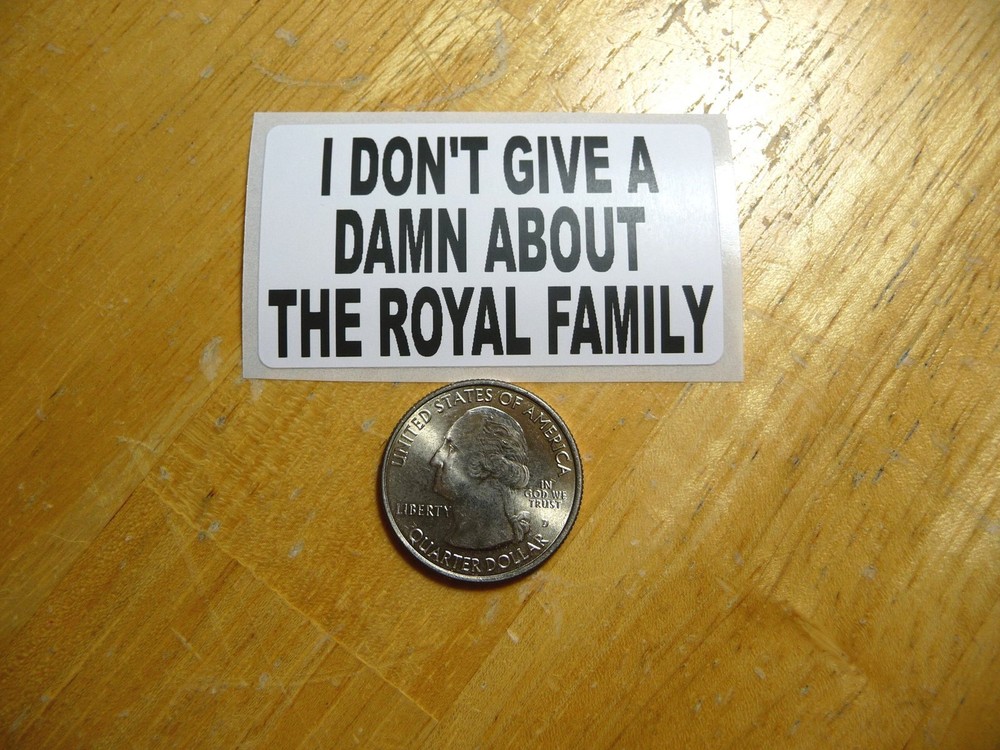 I DON'T GIVE A
DAMN ABOUT
THE ROYAL FAMILY
UNITED STATES OF AMERICA
LIBERTY
IN
GOD WE
TRUST
D
QUARTER DOLLAR